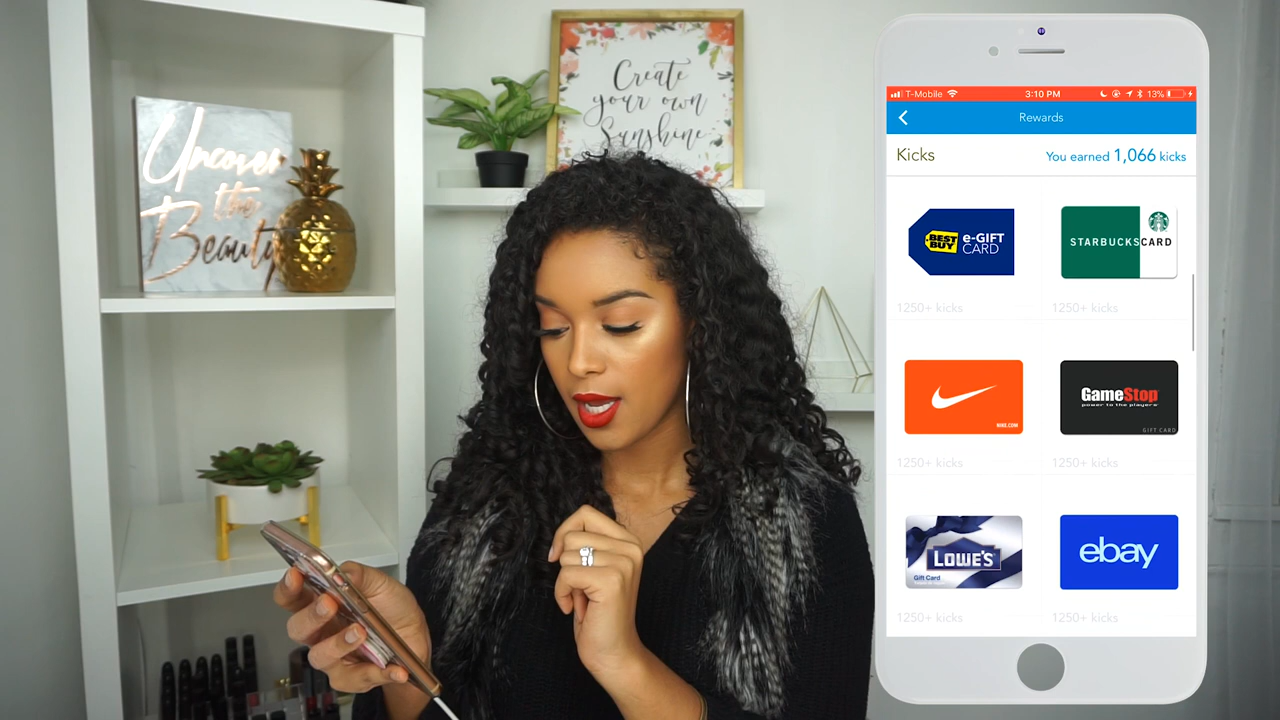 Uncover
the
Beauty
Create
your own
Sunshine
T-Mobile
3:10 PM
13%
Rewards
Kicks
You earned 1,066 kicks
BEST BUY
e-GIFT CARD
STARBUCKS CARD
1250+ kicks
1250+ kicks
NIKE.COM
GameStop
power to the players
GIFT CARD
1250+ kicks
1250+ kicks
LOWE'S
Gift Card
ebay
1250+ kicks
1250+ kicks